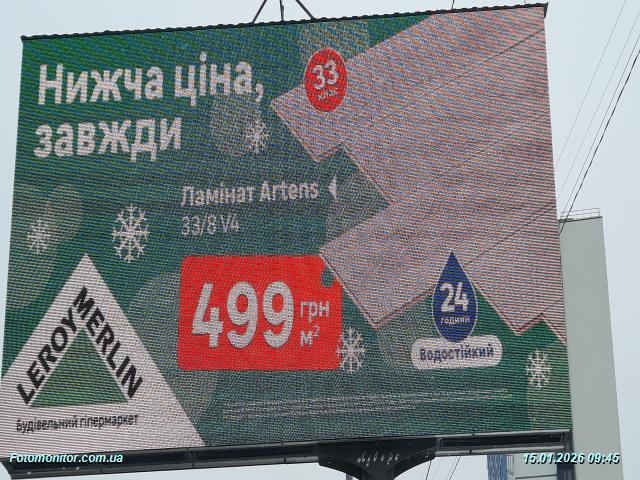 Нижча ціна,
завжди
33
клас
Ламінат Artens
33/8 V4
499 грн
м²
24
години
Водостійкий
LEROY MERLIN
Будівельний гіпермаркет
Fotomonitor.com.ua
15.01.2026 09:45